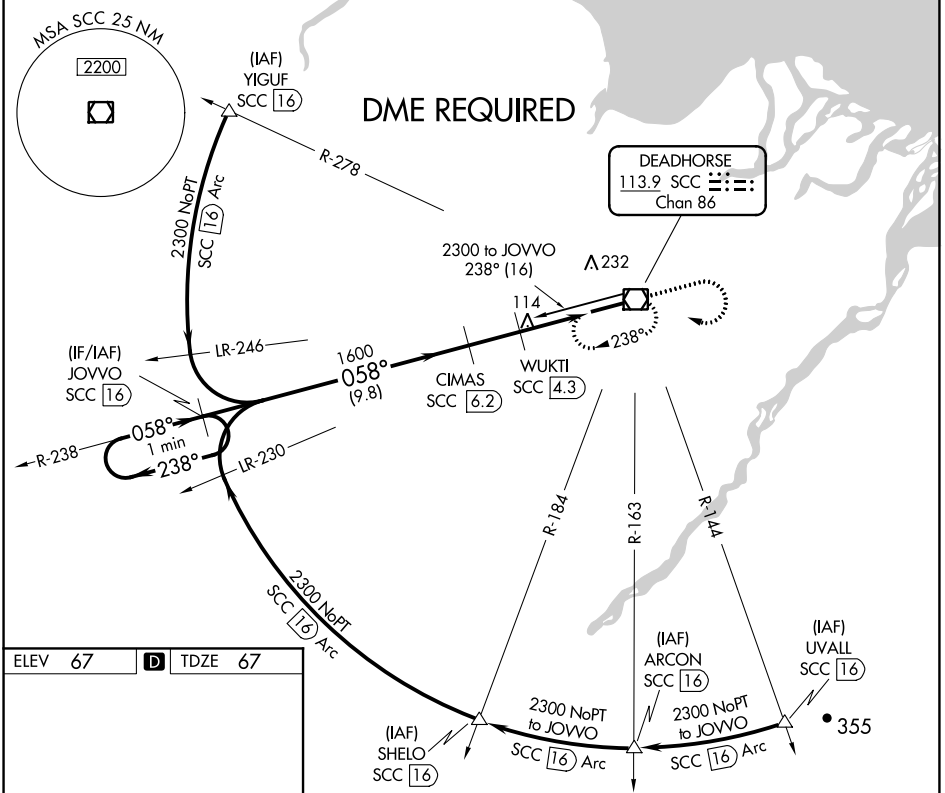 MSA SCC 25 NM
2200
(IAF)
YIGUF
SCC 16
DME REQUIRED
R-278
DEADHORSE
113.9 SCC
Chan 86
2300 NoPT
SCC 16 Arc
2300 to JOVVO
238° (16)
232
114
238°
LR-246
(IF/IAF)
JOVVO
SCC 16
1600
058°
(9.8)
CIMAS
SCC 6.2
WUKTI
SCC 4.3
R-238
058°
1 min
238°
LR-230
R-184
R-163
R-144
2300 NoPT
SCC 16 Arc
ELEV 67 D TDZE 67
(IAF)
SHELO
SCC 16
2300 NoPT
to JOVVO
SCC 16 Arc
(IAF)
ARCON
SCC 16
2300 NoPT
to JOVVO
SCC 16 Arc
(IAF)
UVALL
SCC 16
355